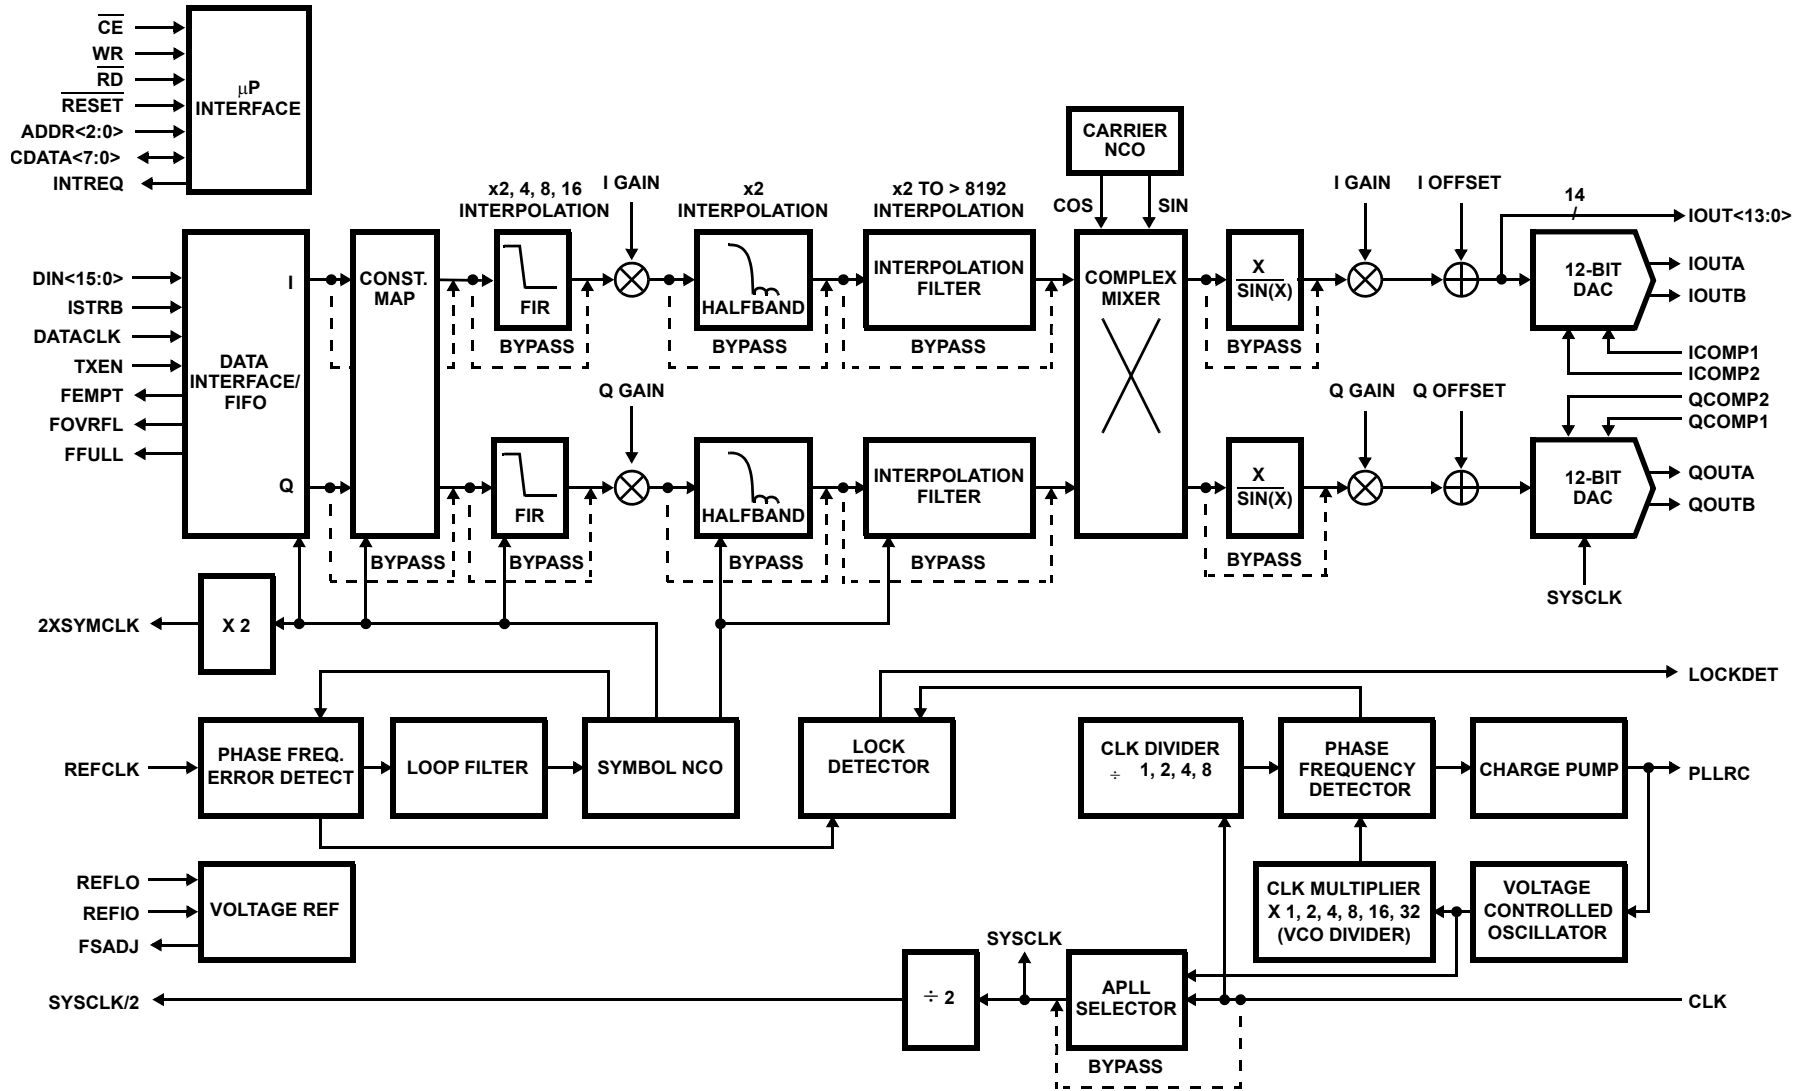 CE
WR
RD
RESET
ADDR<2:0>
CDATA<7:0>
INTREQ
µP
INTERFACE
CARRIER
NCO
COS
SIN
x2, 4, 8, 16
INTERPOLATION
I GAIN
x2
INTERPOLATION
x2 TO > 8192
INTERPOLATION
I GAIN
I OFFSET
14
/
IOUT<13:0>
DIN<15:0>
ISTRB
DATACLK
TXEN
FEMPT
FOVRFL
FFULL
I
DATA
INTERFACE/
FIFO
Q
CONST.
MAP
FIR
BYPASS
HALFBAND
BYPASS
INTERPOLATION
FILTER
BYPASS
COMPLEX
MIXER
X
SIN(X)
BYPASS
12-BIT
DAC
IOUTA
IOUTB
ICOMP1
ICOMP2
QCOMP2
QCOMP1
Q GAIN
Q GAIN
Q OFFSET
FIR
BYPASS
BYPASS
HALFBAND
BYPASS
INTERPOLATION
FILTER
BYPASS
X
SIN(X)
BYPASS
12-BIT
DAC
QOUTA
QOUTB
SYSCLK
2XSYMCLK
X 2
LOCKDET
REFCLK
PHASE FREQ.
ERROR DETECT
LOOP FILTER
SYMBOL NCO
LOCK
DETECTOR
CLK DIVIDER
÷ 1, 2, 4, 8
PHASE
FREQUENCY
DETECTOR
CHARGE PUMP
PLLRC
REFLO
REFIO
FSADJ
VOLTAGE REF
CLK MULTIPLIER
X 1, 2, 4, 8, 16, 32
(VCO DIVIDER)
VOLTAGE
CONTROLLED
OSCILLATOR
SYSCLK
SYSCLK/2
÷ 2
APLL
SELECTOR
CLK
BYPASS